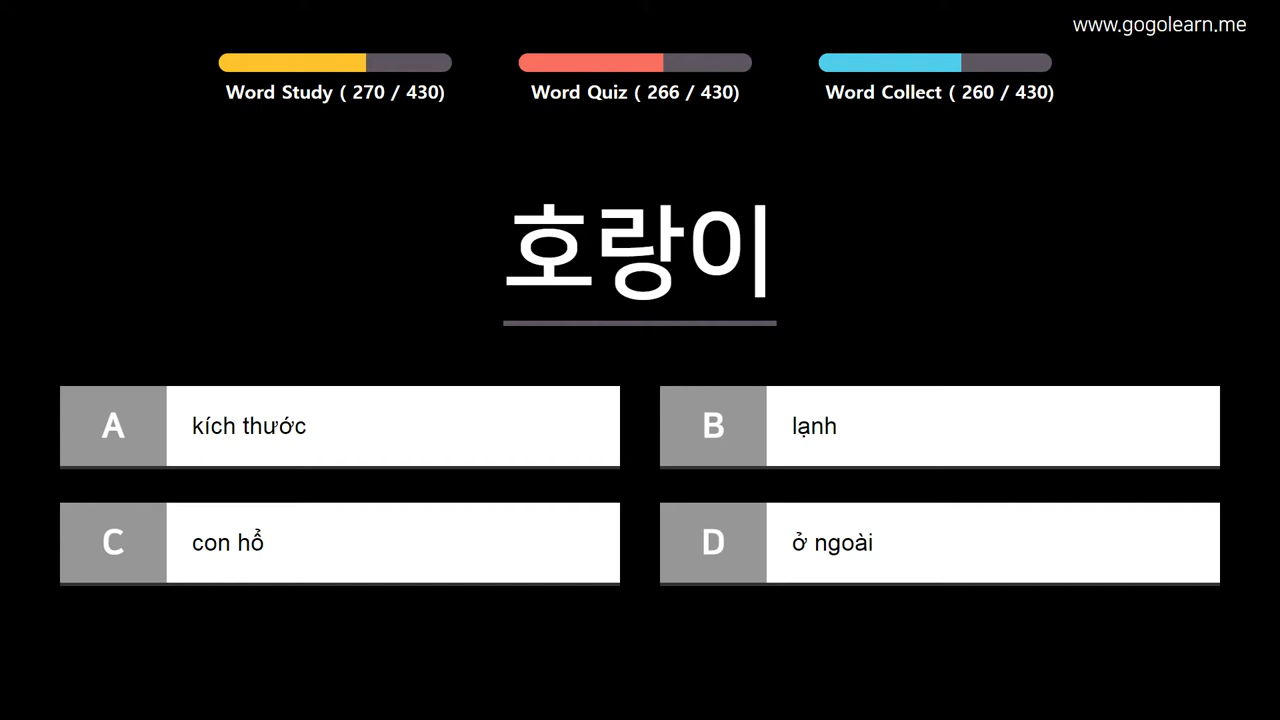 www.gogolearn.me
Word Study ( 270 / 430) Word Quiz ( 266 / 430) Word Collect ( 260 / 430)
호랑이
A kích thước
B lạnh
C con hổ
D ở ngoài